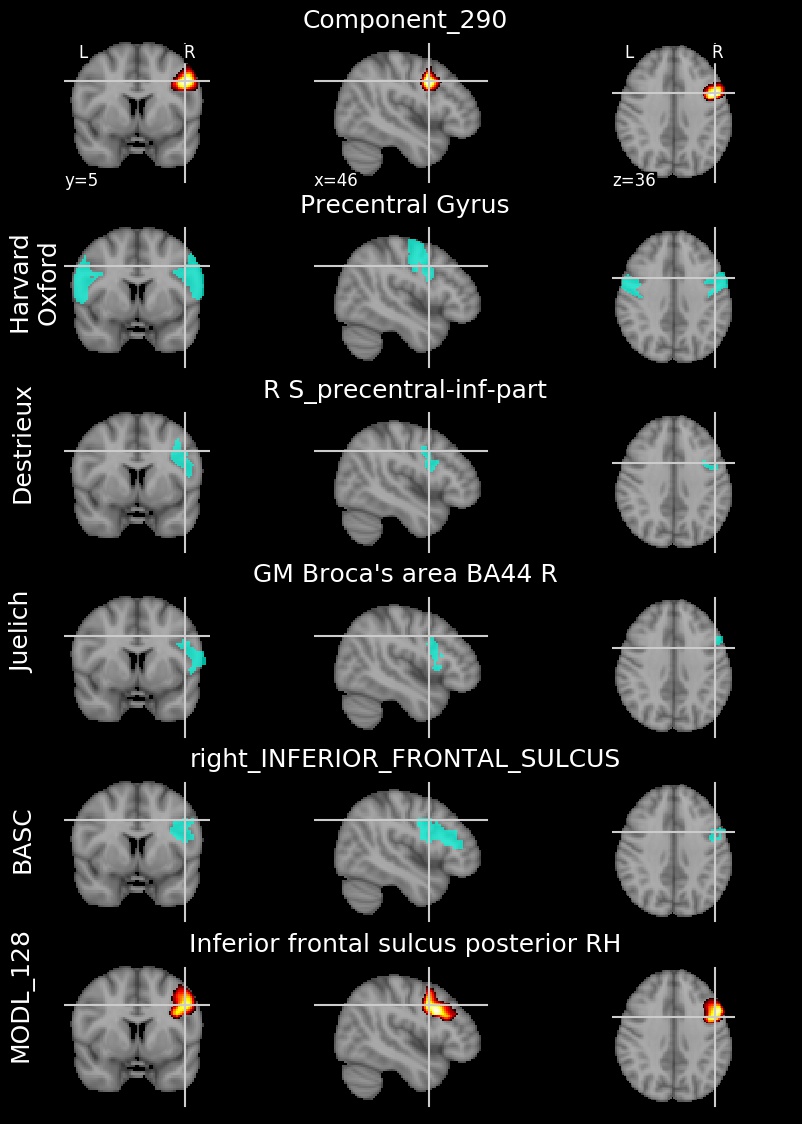 Component_290
L R L R
y=5 x=46 z=36
Precentral Gyrus
Harvard
Oxford
R S_precentral-inf-part
Destrieux
GM Broca's area BA44 R
Juelich
right_INFERIOR_FRONTAL_SULCUS
BASC
Inferior frontal sulcus posterior RH
MODL_128